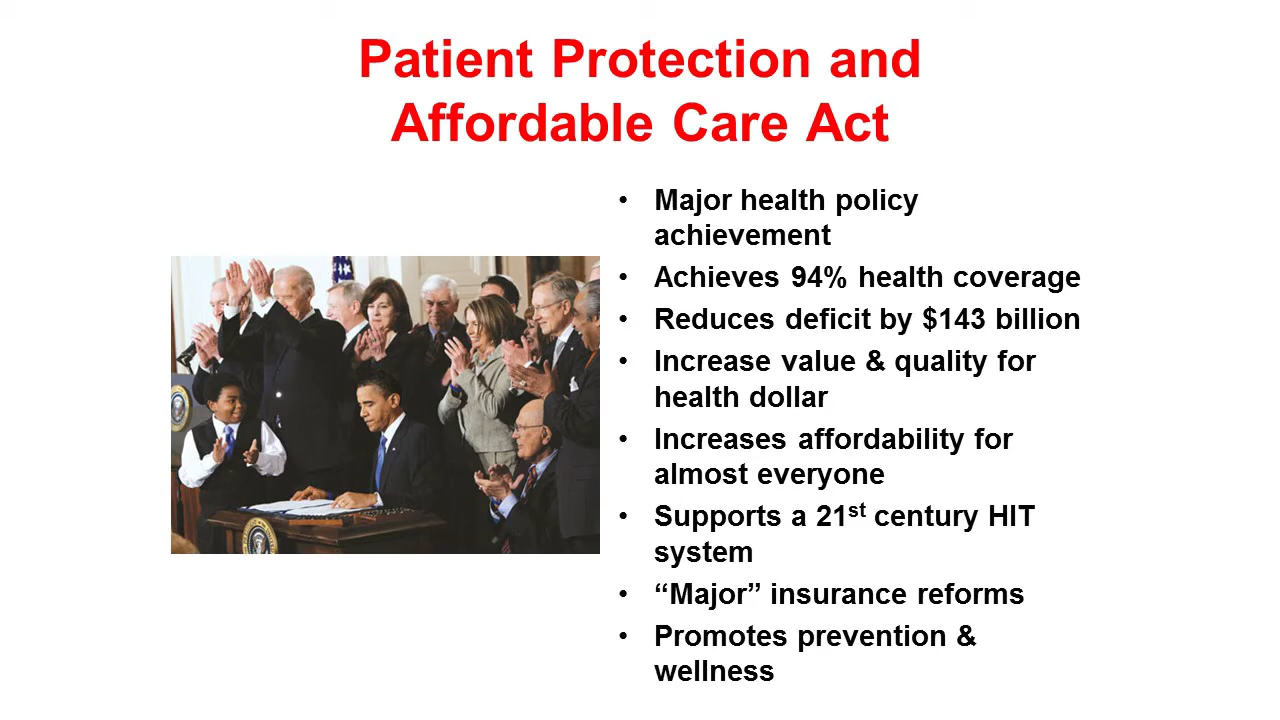 Patient Protection and
Affordable Care Act
• Major health policy
achievement
• Achieves 94% health coverage
• Reduces deficit by $143 billion
• Increase value & quality for
health dollar
• Increases affordability for
almost everyone
• Supports a 21st century HIT
system
• “Major” insurance reforms
• Promotes prevention &
wellness